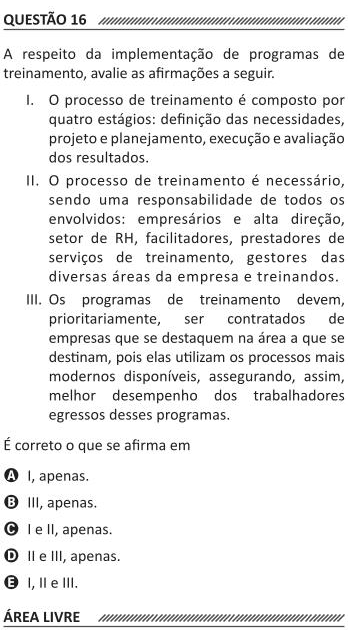 QUESTÃO 16
A respeito da implementação de programas de
treinamento, avalie as afirmações a seguir.
I. O processo de treinamento é composto por
quatro estágios: definição das necessidades,
projeto e planejamento, execução e avaliação
dos resultados.
II. O processo de treinamento é necessário,
sendo uma responsabilidade de todos os
envolvidos: empresários e alta direção,
setor de RH, facilitadores, prestadores de
serviços de treinamento, gestores das
diversas áreas da empresa e treinandos.
III. Os programas de treinamento devem,
prioritariamente, ser contratados de
empresas que se destaquem na área a que se
destinam, pois elas utilizam os processos mais
modernos disponíveis, assegurando, assim,
melhor desempenho dos trabalhadores
egressos desses programas.
É correto o que se afirma em
A I, apenas.
B III, apenas.
C I e II, apenas.
D II e III, apenas.
E I, II e III.
ÁREA LIVRE